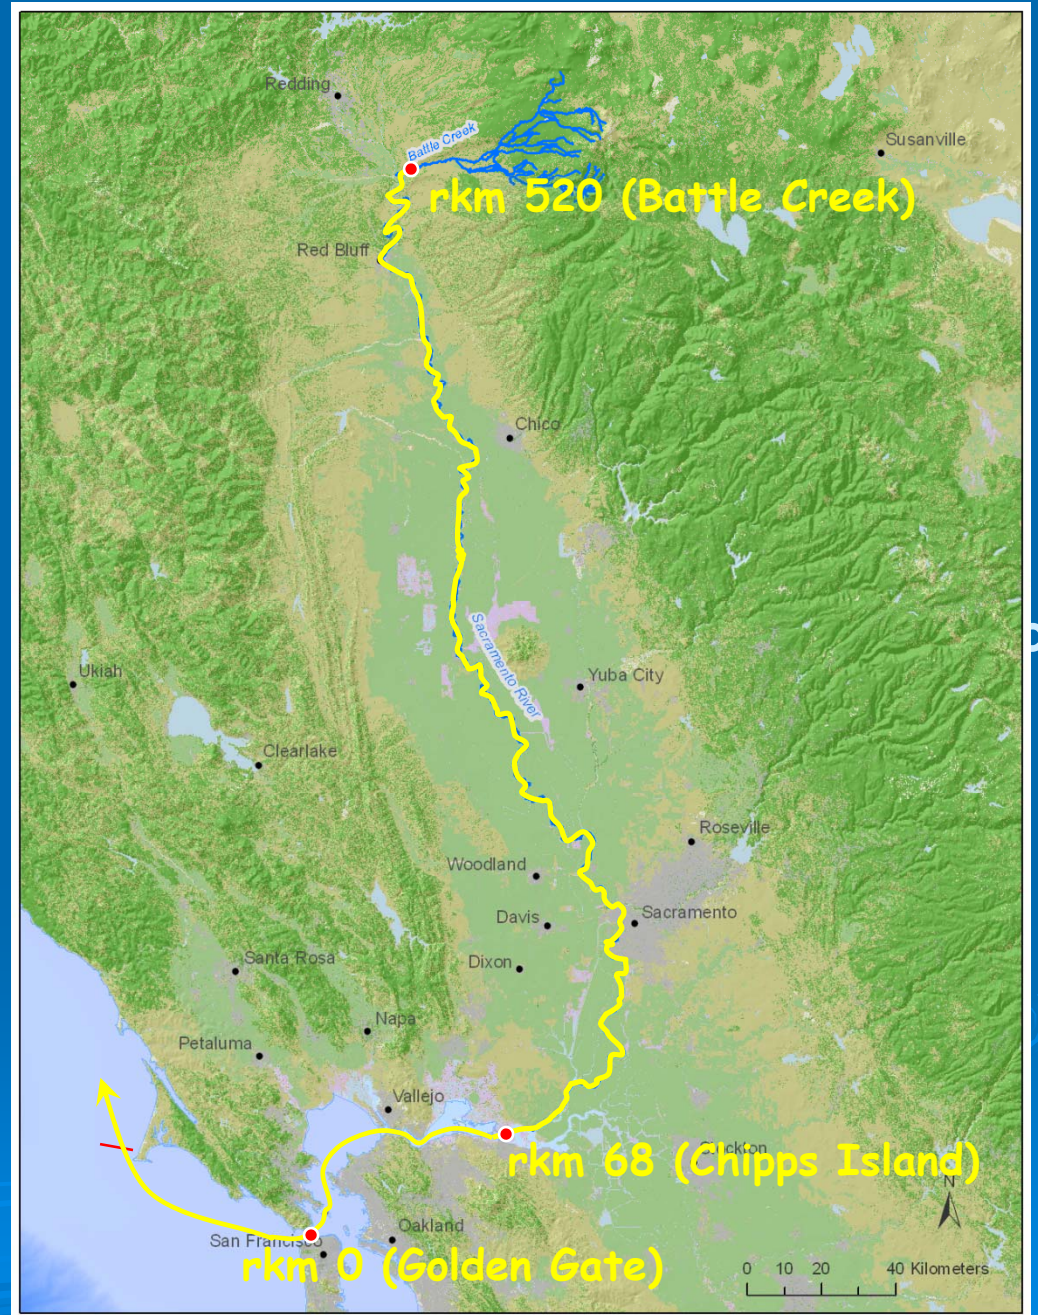 Redding
Battle Creek
Susanville
rkm 520 (Battle Creek)
Red Bluff
Chico
Sacramento River
Ukiah
Yuba City
Clearlake
Roseville
Woodland
Davis
Sacramento
Dixon
Santa Rosa
Napa
Petaluma
Vallejo
Stockton
rkm 68 (Chipps Island)
N
Oakland
San Francisco
rkm 0 (Golden Gate)
0 10 20 40 Kilometers